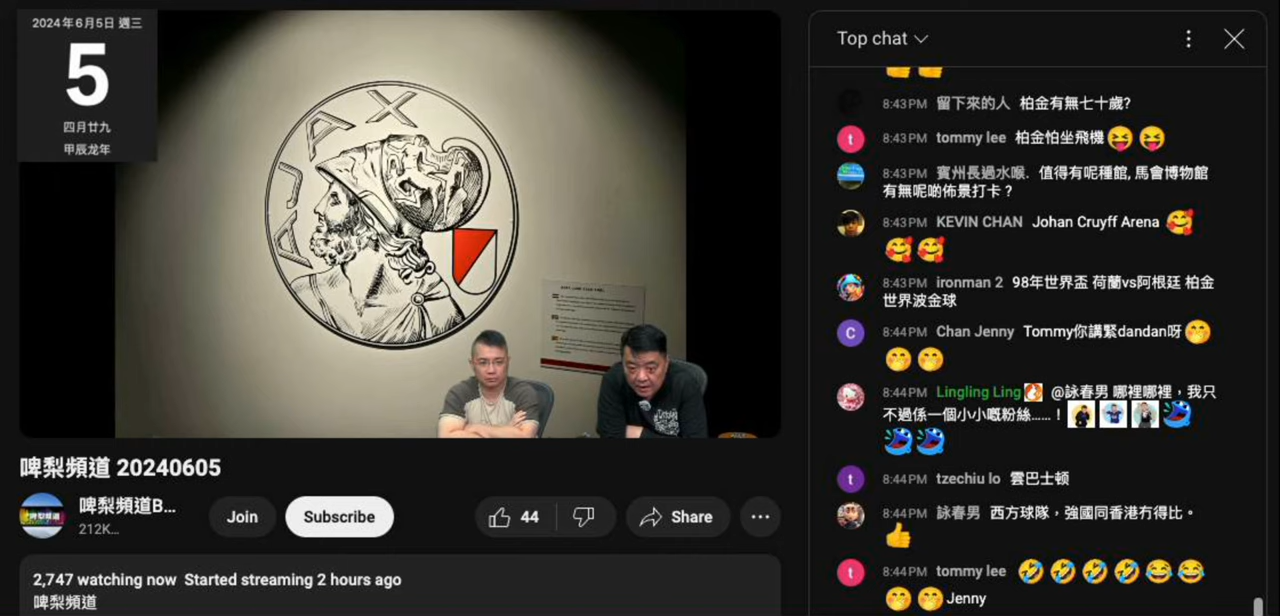 2024年6月5日 週三
5
四月廿九
甲辰龙年
AJAX
啤梨頻道 20240605
啤梨頻道B...
212K...
Join
Subscribe
44
Share
2,747 watching now Started streaming 2 hours ago
啤梨頻道
Top chat
8:43 PM 留下來的人 柏金有無七十歲?
8:43 PM tommy lee 柏金怕坐飛機😝😝
8:43 PM 賓州長過水喉. 值得有呢種館, 馬會博物館
有無呢啲佈景打卡？
8:43 PM KEVIN CHAN Johan Cruyff Arena 🥰
🥰🥰
8:43 PM ironman 2 98年世界盃 荷蘭vs阿根廷 柏金
世界波金球
8:44 PM Chan Jenny Tommy你講緊dandan呀🤭
🤭🤭
8:44 PM Lingling Ling @詠春男 哪裡哪裡，我只
不過係一個小小嘅粉絲......！
8:44 PM tzechiu lo 雲巴士顿
8:44 PM 詠春男 西方球隊，強國同香港冇得比。
👍
8:44 PM tommy lee 🤣🤣🤣🤣😂😂
🤭🤭Jenny